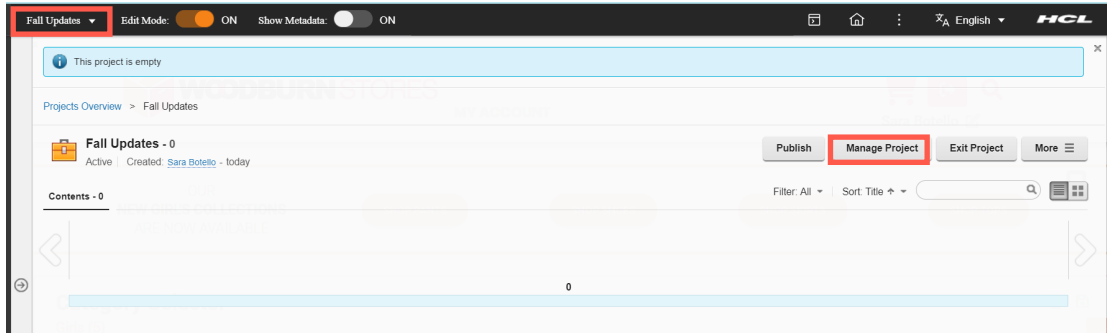 Fall Updates Edit Mode: ON Show Metadata: ON English HCL
This project is empty
Projects Overview > Fall Updates
WOODBURN STORES
Fall Updates - 0
Active Created: Sara Botello - today
Publish Manage Project Exit Project More
Contents - 0
Filter: All Sort: Title
0